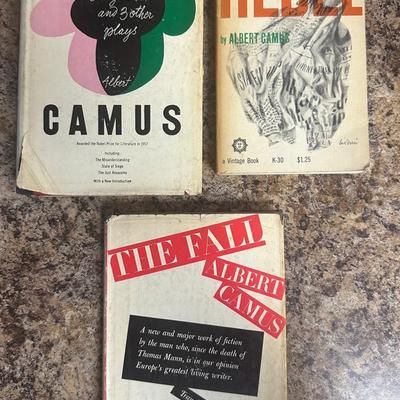 and 3 other
plays
Albert
CAMUS
Awarded the Nobel Prize for Literature in 1957
Including:
The Misunderstanding
State of Siege
The Just Assassins
With a New Introduction
by ALBERT CAMUS
a Vintage Book K-30 $1.25
THE FALL
ALBERT
CAMUS
A new and major work of fiction
by the man who, since the death of
Thomas Mann, is in our opinion
Europe's greatest living writer.